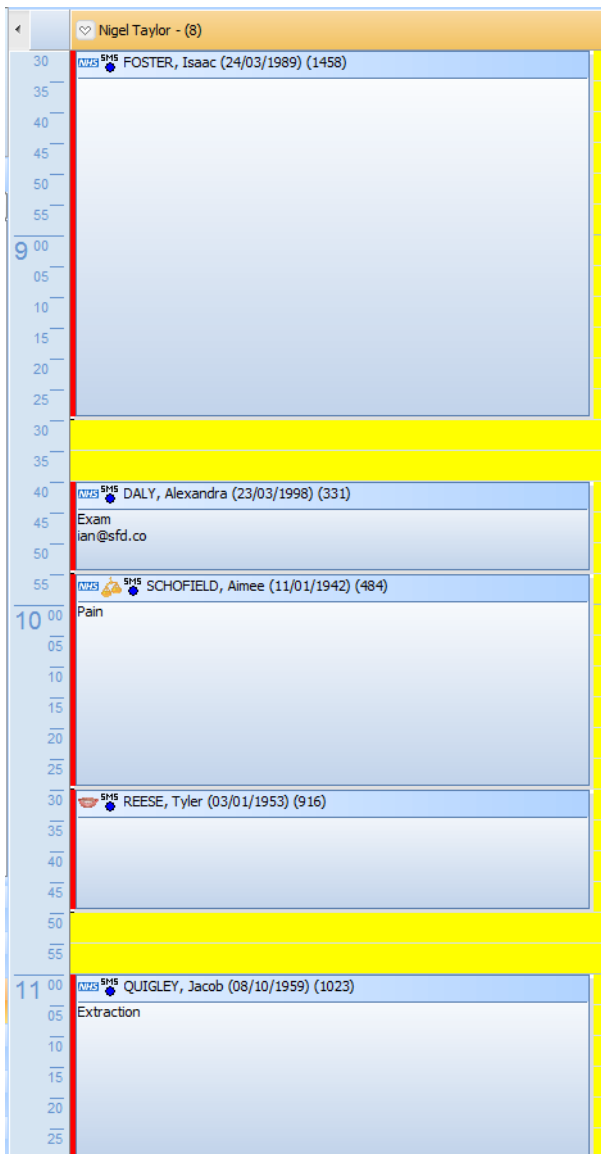 Nigel Taylor - (8)
30 NHS SMS FOSTER, Isaac (24/03/1989) (1458)
35
40
45
50
55
9 00
05
10
15
20
25
30
35
40 NHS SMS DALY, Alexandra (23/03/1998) (331)
45 Exam
ian@sfd.co
50
55 NHS SMS SCHOFIELD, Aimee (11/01/1942) (484)
10 00 Pain
05
10
15
20
25
30 SMS REESE, Tyler (03/01/1953) (916)
35
40
45
50
55
11 00 NHS SMS QUIGLEY, Jacob (08/10/1959) (1023)
05 Extraction
10
15
20
25